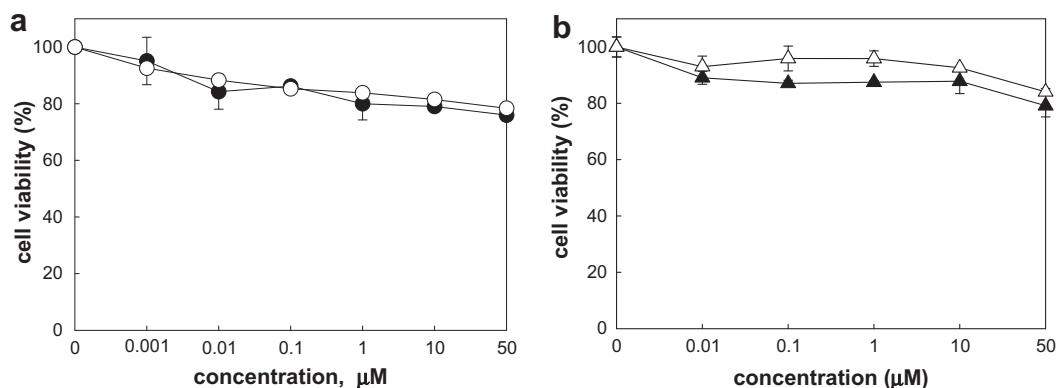 a
100
80
60
40
20
0
cell viability (%)
0 0.001 0.01 0.1 1 10 50
concentration, μM
b
100
80
60
40
20
0
cell viability (%)
0 0.01 0.1 1 10 50
concentration (μM)